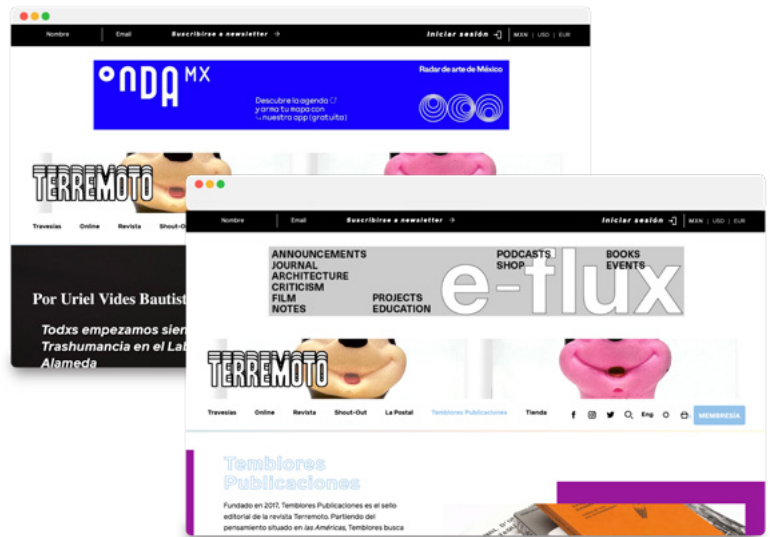 Nombre
Email
Suscribirse a newsletter →
Iniciar sesión
MXN | USD | EUR
ONDA MX
Radar de arte de México
Descubre la agenda
y arma tu mapa con
nuestra app (gratuita)
TERREMOTO
Travesías
Online
Revista
Shout-Ou
Por Uriel Vides Bautist
Todxs empezamos sien
Trashumancia en el Lab
Alameda
Nombre
Email
Suscribirse a newsletter →
Iniciar sesión
MXN | USD | EUR
ANNOUNCEMENTS
JOURNAL
ARCHITECTURE
CRITICISM
FILM
NOTES
PROJECTS
EDUCATION
PODCASTS
SHOP
BOOKS
EVENTS
e-flux
TERREMOTO
Travesías
Online
Revista
Shout-Out
La Postal
Temblores Publicaciones
Tienda
Eng
MEMBRESÍA
Temblores
Publicaciones
Fundado en 2017, Temblores Publicaciones es el sello
editorial de la revista Terremoto. Partiendo del
pensamiento situado en las Américas, Temblores busca